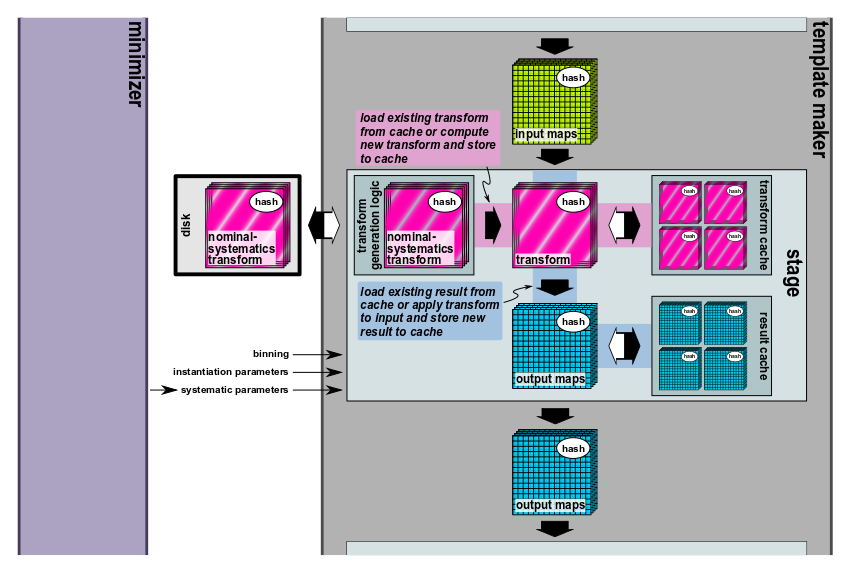 minimizer
template maker
hash
input maps
load existing transform
from cache or compute
new transform and store
to cache
disk
hash
nominal-
systematics
transform
transform
generation logic
hash
nominal-
systematics
transform
hash
transform
hash
hash
hash
hash
transform cache
stage
load existing result from
cache or apply transform
to input and store new
result to cache
hash
output maps
hash
hash
hash
hash
result cache
binning
instantiation parameters
systematic parameters
hash
output maps